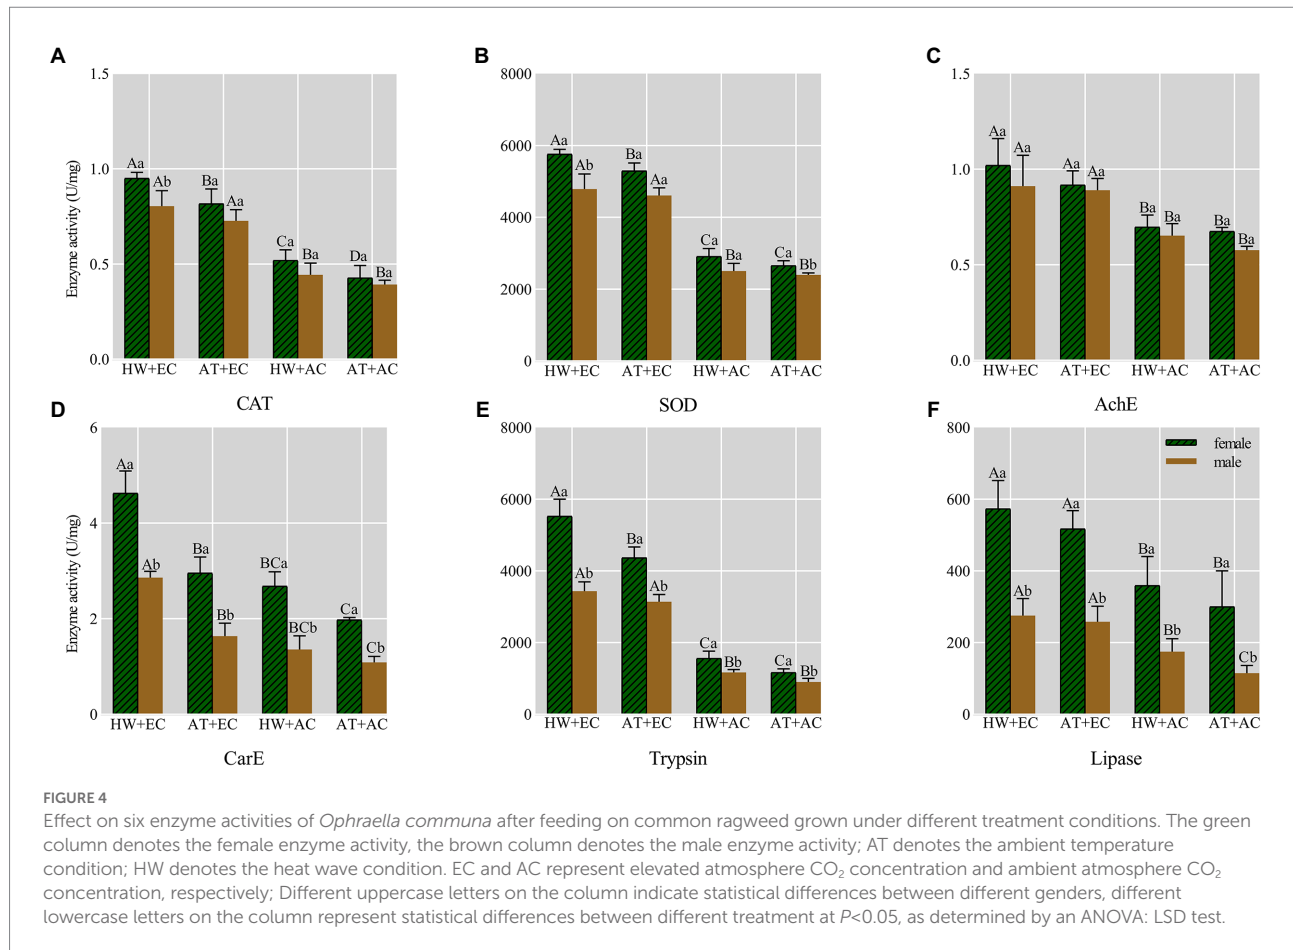 A
1.5
1.0
0.5
0.0
Enzyme activity (U/mg)
Aa
Ab
Ba
Aa
Ca
Ba
Da
Ba
HW+EC
AT+EC
HW+AC
AT+AC
CAT
B
8000
6000
4000
2000
0
Aa
Ab
Ba
Aa
Ca
Ba
Ca
Bb
HW+EC
AT+EC
HW+AC
AT+AC
SOD
C
1.5
1.0
0.5
0.0
Aa
Aa
Aa
Aa
Ba
Ba
Ba
Ba
HW+EC
AT+EC
HW+AC
AT+AC
AchE
D
6
4
2
0
Enzyme activity (U/mg)
Aa
Ab
Ba
Bb
BCa
BCb
Ca
Cb
HW+EC
AT+EC
HW+AC
AT+AC
CarE
E
8000
6000
4000
2000
0
Aa
Ab
Ba
Ab
Ca
Bb
Ca
Bb
HW+EC
AT+EC
HW+AC
AT+AC
Trypsin
F
800
600
400
200
0
female
male
Aa
Ab
Aa
Ab
Ba
Bb
Ba
Cb
HW+EC
AT+EC
HW+AC
AT+AC
Lipase
FIGURE 4
Effect on six enzyme activities of Ophraella communa after feeding on common ragweed grown under different treatment conditions. The green
column denotes the female enzyme activity, the brown column denotes the male enzyme activity; AT denotes the ambient temperature
condition; HW denotes the heat wave condition. EC and AC represent elevated atmosphere CO₂ concentration and ambient atmosphere CO₂
concentration, respectively; Different uppercase letters on the column indicate statistical differences between different genders, different
lowercase letters on the column represent statistical differences between different treatment at P<0.05, as determined by an ANOVA: LSD test.